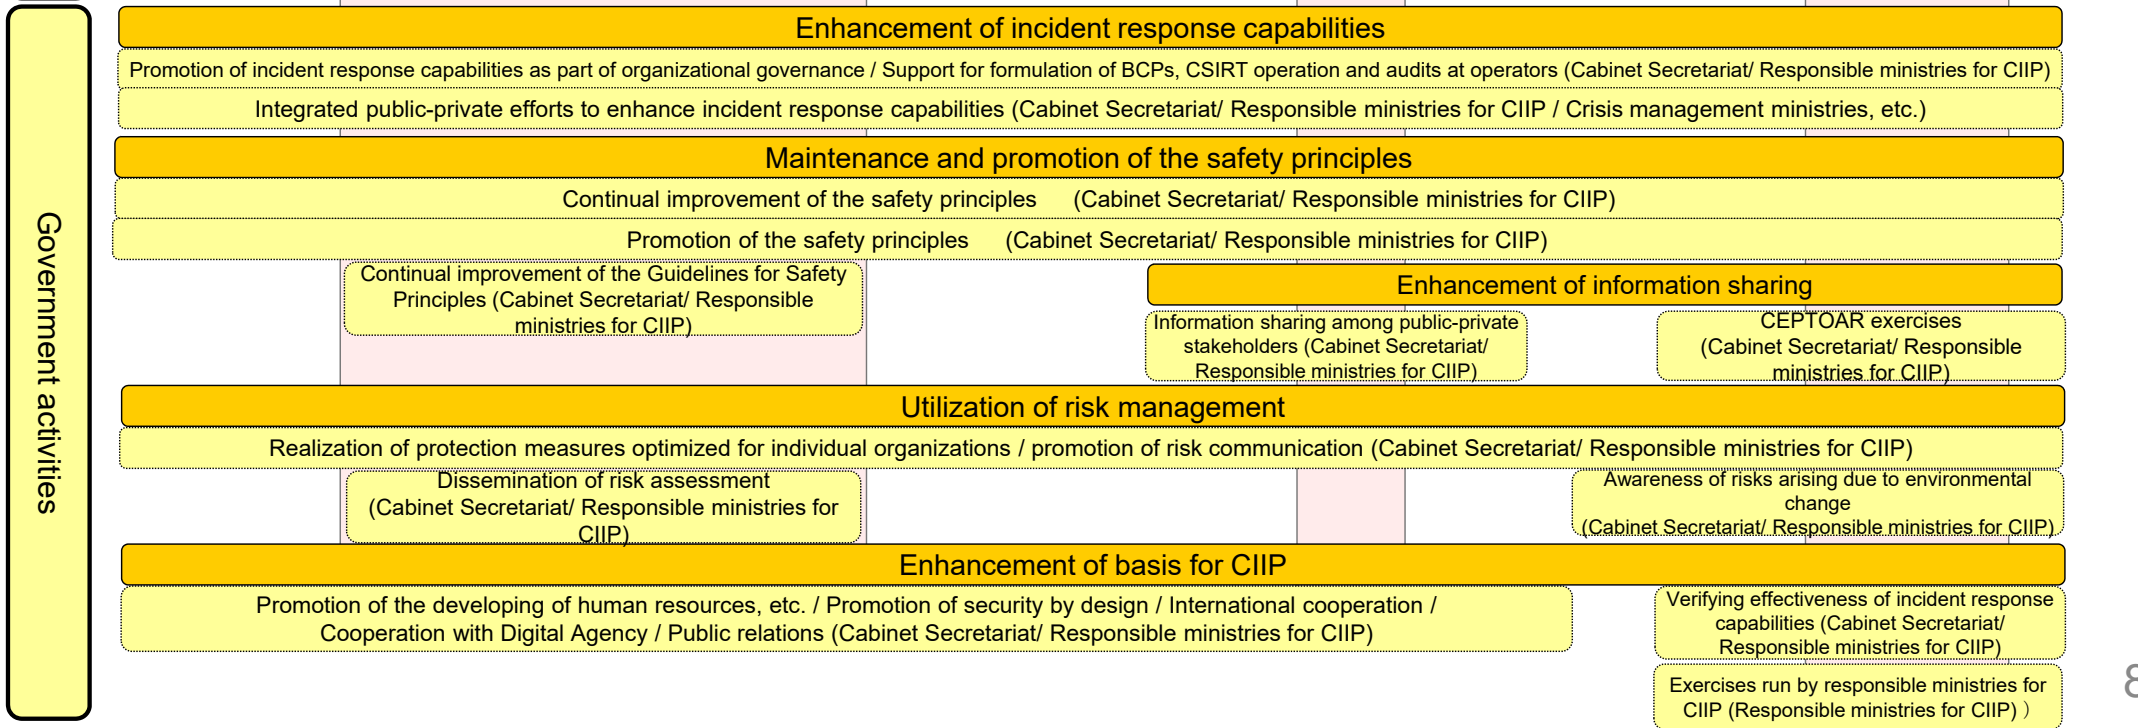 Government activities
Enhancement of incident response capabilities
Promotion of incident response capabilities as part of organizational governance / Support for formulation of BCPs, CSIRT operation and audits at operators (Cabinet Secretariat/ Responsible ministries for CIIP)
Integrated public-private efforts to enhance incident response capabilities (Cabinet Secretariat/ Responsible ministries for CIIP / Crisis management ministries, etc.)
Maintenance and promotion of the safety principles
Continual improvement of the safety principles (Cabinet Secretariat/ Responsible ministries for CIIP)
Promotion of the safety principles (Cabinet Secretariat/ Responsible ministries for CIIP)
Continual improvement of the Guidelines for Safety
Principles (Cabinet Secretariat/ Responsible
ministries for CIIP)
Enhancement of information sharing
Information sharing among public-private
stakeholders (Cabinet Secretariat/
Responsible ministries for CIIP)
CEPTOAR exercises
(Cabinet Secretariat/ Responsible
ministries for CIIP)
Utilization of risk management
Realization of protection measures optimized for individual organizations / promotion of risk communication (Cabinet Secretariat/ Responsible ministries for CIIP)
Dissemination of risk assessment
(Cabinet Secretariat/ Responsible ministries for
CIIP)
Awareness of risks arising due to environmental
change
(Cabinet Secretariat/ Responsible ministries for CIIP)
Enhancement of basis for CIIP
Promotion of the developing of human resources, etc. / Promotion of security by design / International cooperation /
Cooperation with Digital Agency / Public relations (Cabinet Secretariat/ Responsible ministries for CIIP)
Verifying effectiveness of incident response
capabilities (Cabinet Secretariat/
Responsible ministries for CIIP)
Exercises run by responsible ministries for
CIIP (Responsible ministries for CIIP) ）
8